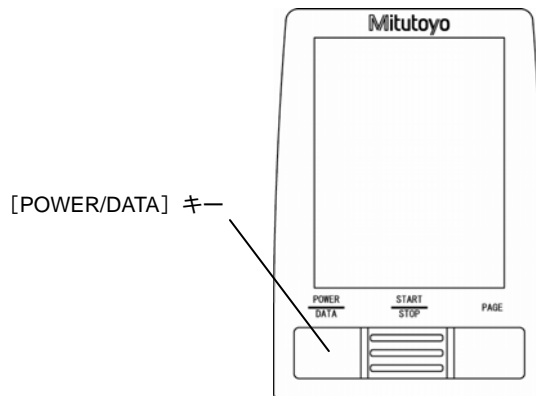 Mitutoyo
［POWER/DATA］キー
POWER
DATA
START
STOP
PAGE